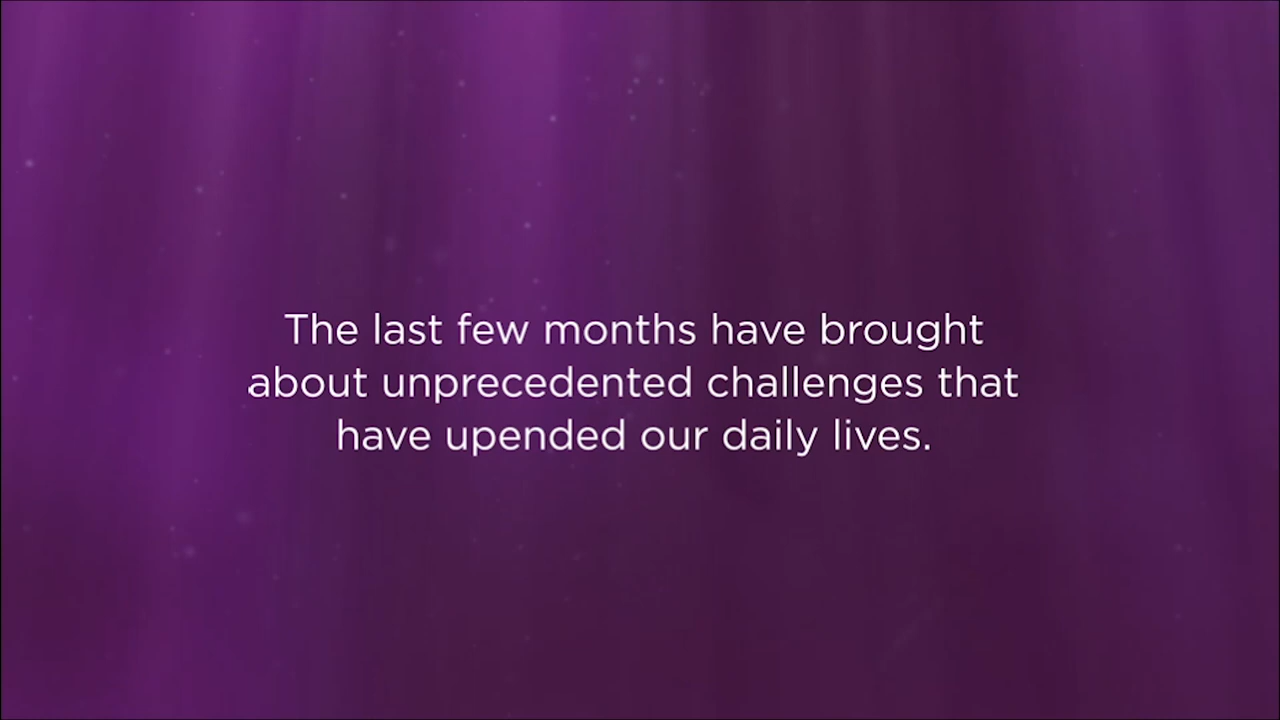 The last few months have brought
about unprecedented challenges that
have upended our daily lives.